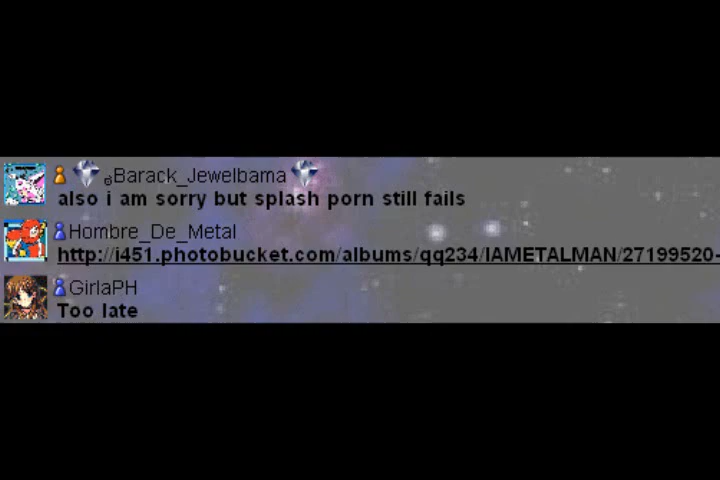 ₆Barack_Jewelbama
also i am sorry but splash porn still fails
Hombre_De_Metal
http://i451.photobucket.com/albums/qq234/IAMETALMAN/27199520-
GirlaPH
Too late